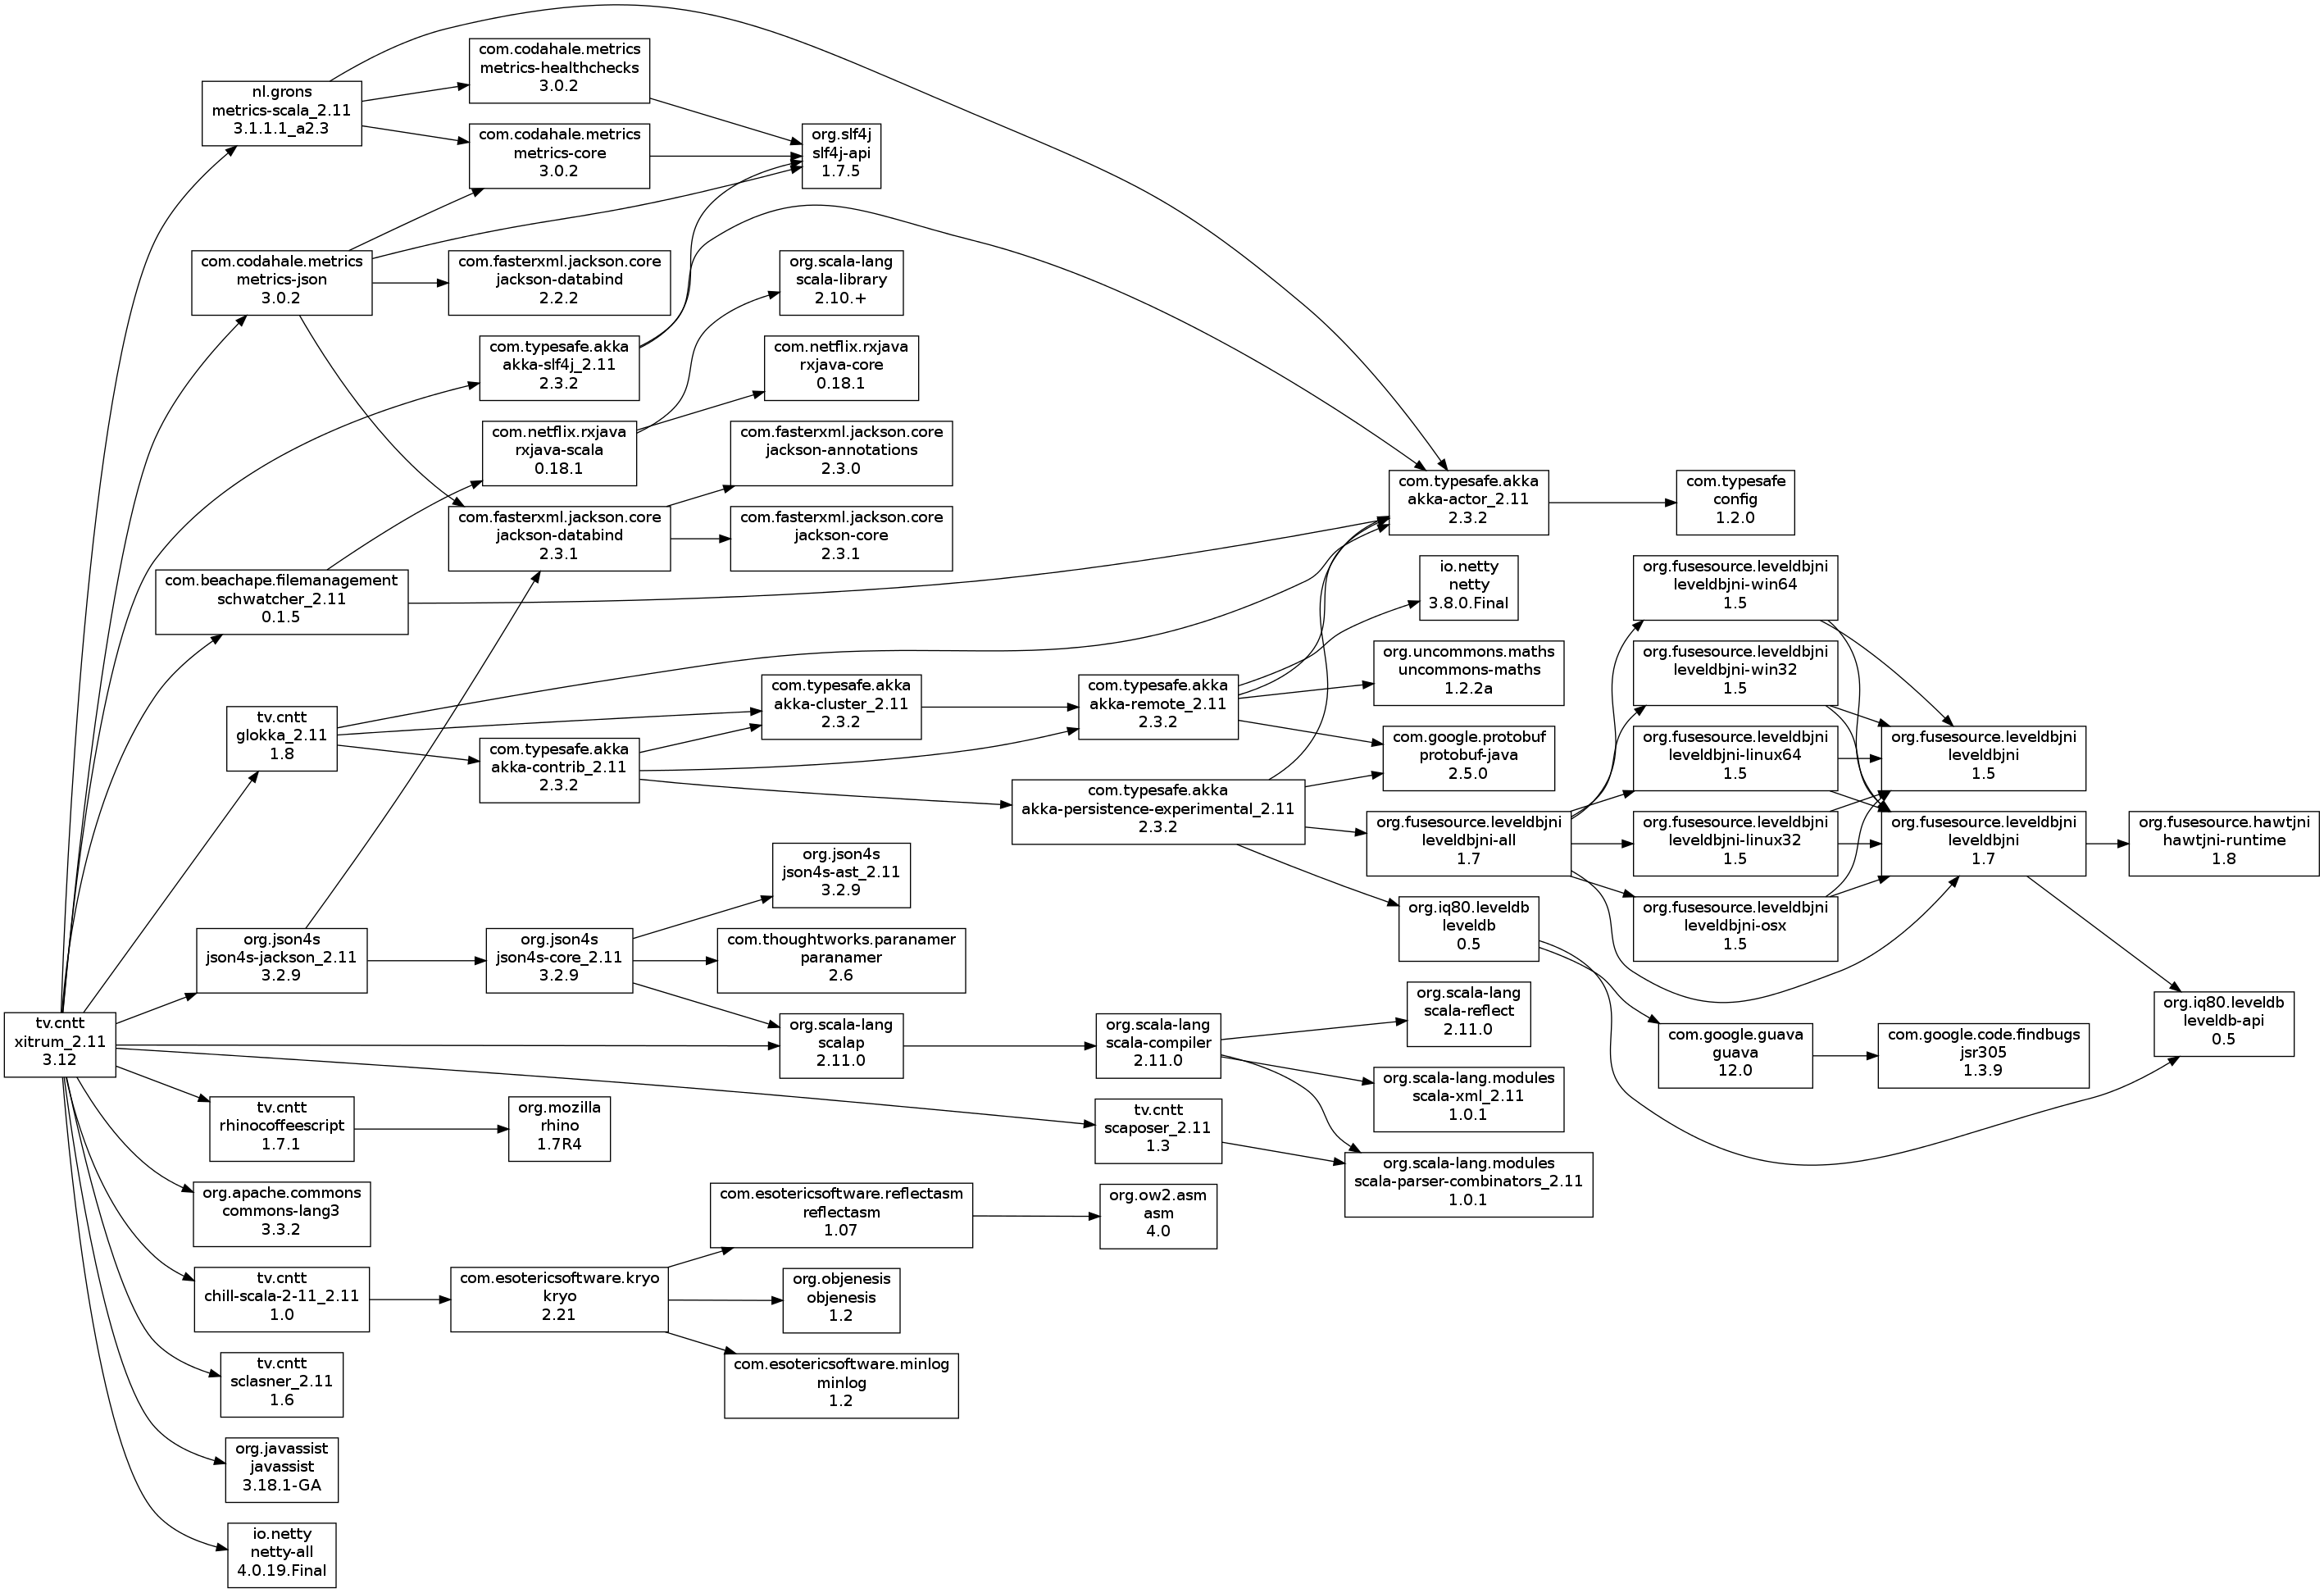 nl.grons
metrics-scala_2.11
3.1.1.1_a2.3
com.codahale.metrics
metrics-healthchecks
3.0.2
com.codahale.metrics
metrics-core
3.0.2
org.slf4j
slf4j-api
1.7.5
com.codahale.metrics
metrics-json
3.0.2
com.fasterxml.jackson.core
jackson-databind
2.2.2
org.scala-lang
scala-library
2.10.+
com.typesafe.akka
akka-slf4j_2.11
2.3.2
com.netflix.rxjava
rxjava-core
0.18.1
com.netflix.rxjava
rxjava-scala
0.18.1
com.fasterxml.jackson.core
jackson-annotations
2.3.0
com.fasterxml.jackson.core
jackson-databind
2.3.1
com.fasterxml.jackson.core
jackson-core
2.3.1
com.typesafe.akka
akka-actor_2.11
2.3.2
com.typesafe
config
1.2.0
com.beachape.filemanagement
schwatcher_2.11
0.1.5
io.netty
netty
3.8.0.Final
org.fusesource.leveldbjni
leveldbjni-win64
1.5
org.uncommons.maths
uncommons-maths
1.2.2a
org.fusesource.leveldbjni
leveldbjni-win32
1.5
tv.cntt
glokka_2.11
1.8
com.typesafe.akka
akka-cluster_2.11
2.3.2
com.typesafe.akka
akka-remote_2.11
2.3.2
com.typesafe.akka
akka-contrib_2.11
2.3.2
com.google.protobuf
protobuf-java
2.5.0
org.fusesource.leveldbjni
leveldbjni-linux64
1.5
org.fusesource.leveldbjni
leveldbjni
1.5
com.typesafe.akka
akka-persistence-experimental_2.11
2.3.2
org.fusesource.leveldbjni
leveldbjni-all
1.7
org.fusesource.leveldbjni
leveldbjni-linux32
1.5
org.fusesource.leveldbjni
leveldbjni
1.7
org.fusesource.hawtjni
hawtjni-runtime
1.8
org.json4s
json4s-ast_2.11
3.2.9
org.iq80.leveldb
leveldb
0.5
org.fusesource.leveldbjni
leveldbjni-osx
1.5
org.json4s
json4s-jackson_2.11
3.2.9
org.json4s
json4s-core_2.11
3.2.9
com.thoughtworks.paranamer
paranamer
2.6
tv.cntt
xitrum_2.11
3.12
org.scala-lang
scalap
2.11.0
org.scala-lang
scala-compiler
2.11.0
org.scala-lang
scala-reflect
2.11.0
com.google.guava
guava
12.0
com.google.code.findbugs
jsr305
1.3.9
org.iq80.leveldb
leveldb-api
0.5
org.scala-lang.modules
scala-xml_2.11
1.0.1
tv.cntt
rhinocoffeescript
1.7.1
org.mozilla
rhino
1.7R4
tv.cntt
scaposer_2.11
1.3
org.scala-lang.modules
scala-parser-combinators_2.11
1.0.1
org.apache.commons
commons-lang3
3.3.2
com.esotericsoftware.reflectasm
reflectasm
1.07
org.ow2.asm
asm
4.0
tv.cntt
chill-scala-2-11_2.11
1.0
com.esotericsoftware.kryo
kryo
2.21
org.objenesis
objenesis
1.2
tv.cntt
sclasner_2.11
1.6
com.esotericsoftware.minlog
minlog
1.2
org.javassist
javassist
3.18.1-GA
io.netty
netty-all
4.0.19.Final